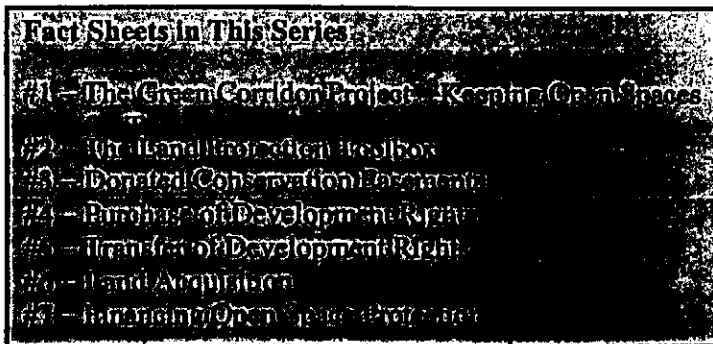 Fact Sheets in This Series
#1 – The Green Corridor Project – Keeping Open Spaces
#2 – The Land Protection Toolbox
#3 – Donated Conservation Easements
#4 – Purchase of Development Rights
#5 – Transfer of Development Rights
#6 – Land Acquisition
#7 – Financing Open Space Protection